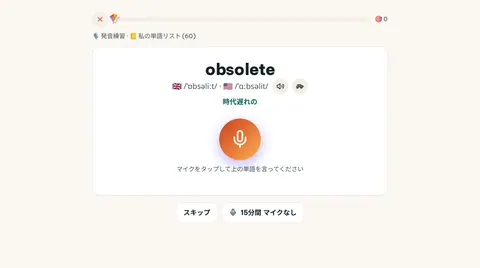 0
発音練習 · 私の単語リスト (60)
obsolete
/ˈɒbsəliːt/ · /ˈɑːbsəlit/
時代遅れの
マイクをタップして上の単語を言ってください
スキップ
15分間 マイクなし